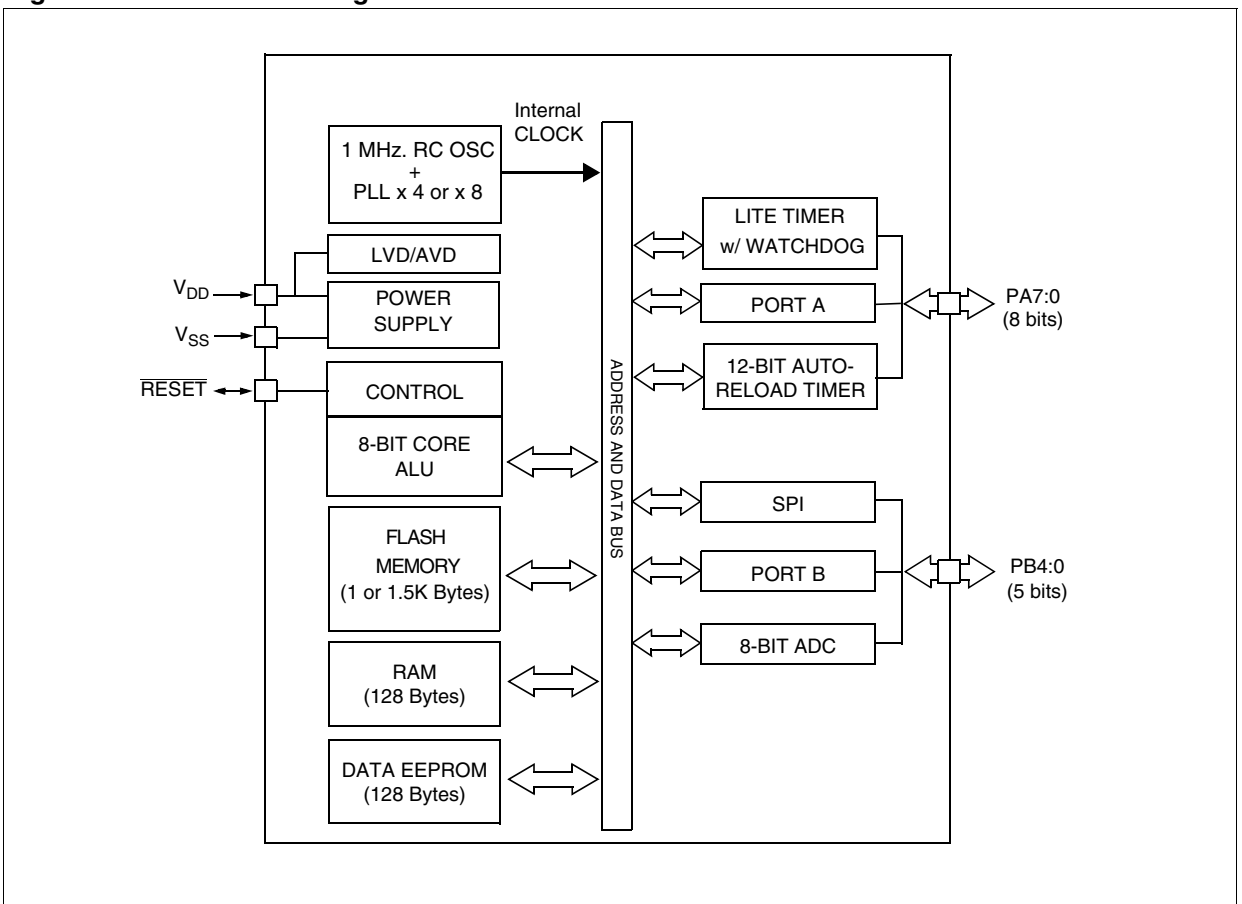 Internal
CLOCK
1 MHz. RC OSC
+
PLL x 4 or x 8
LVD/AVD
POWER
SUPPLY
VDD
VSS
RESET
CONTROL
8-BIT CORE
ALU
FLASH
MEMORY
(1 or 1.5K Bytes)
RAM
(128 Bytes)
DATA EEPROM
(128 Bytes)
ADDRESS AND DATA BUS
LITE TIMER
w/ WATCHDOG
PORT A
12-BIT AUTO-
RELOAD TIMER
PA7:0
(8 bits)
SPI
PORT B
8-BIT ADC
PB4:0
(5 bits)